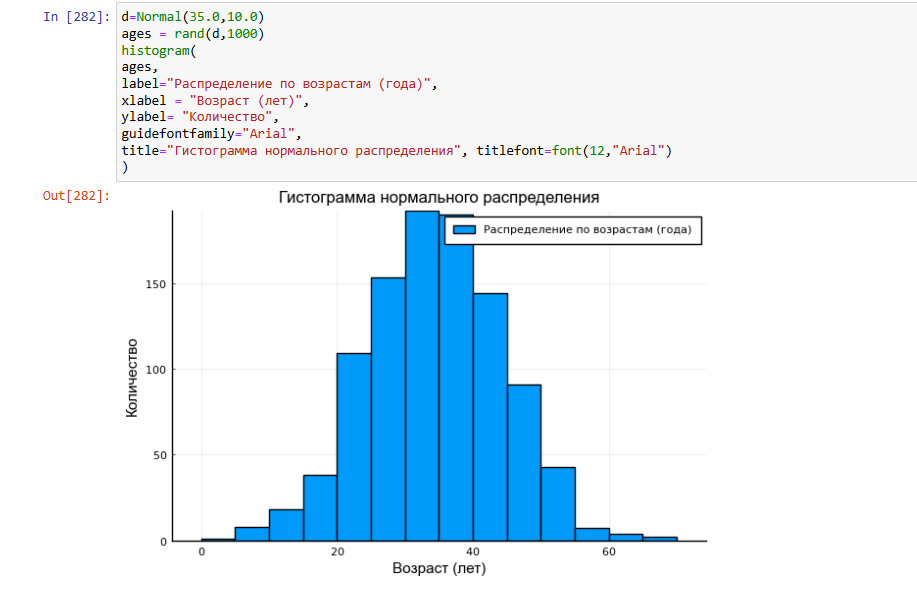 In [282]: d=Normal(35.0,10.0)
ages = rand(d,1000)
histogram(
ages,
label="Распределение по возрастам (года)",
xlabel = "Возраст (лет)",
ylabel= "Количество",
guidefontfamily="Arial",
title="Гистограмма нормального распределения", titlefont=font(12,"Arial")
)
Out[282]:
Гистограмма нормального распределения
Распределение по возрастам (года)
Количество
150
100
50
0
0 20 40 60
Возраст (лет)